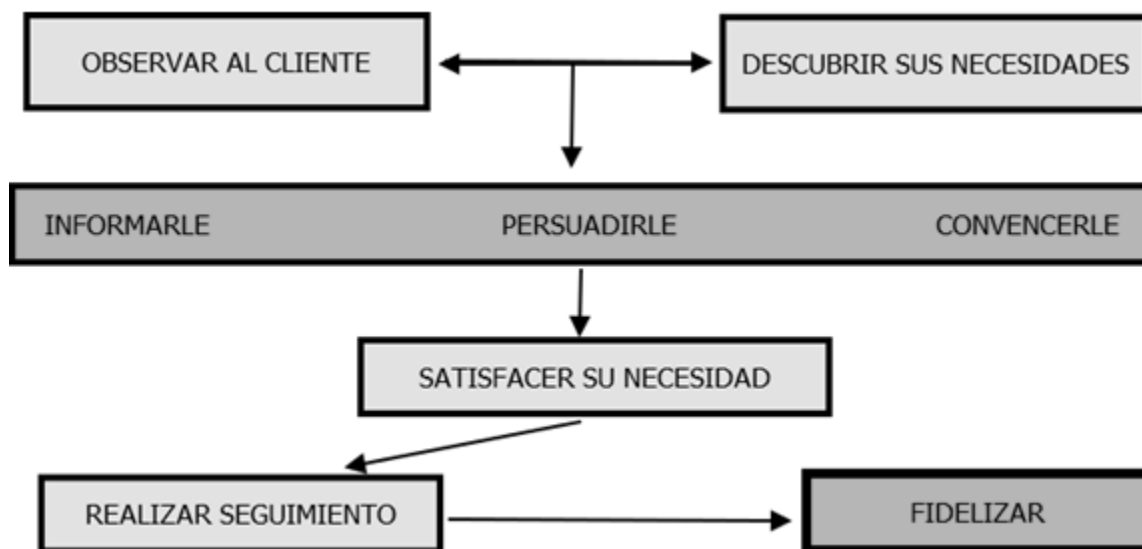 OBSERVAR AL CLIENTE
DESCUBRIR SUS NECESIDADES
INFORMARLE PERSUADIRLE CONVENCERLE
SATISFACER SU NECESIDAD
REALIZAR SEGUIMIENTO
FIDELIZAR